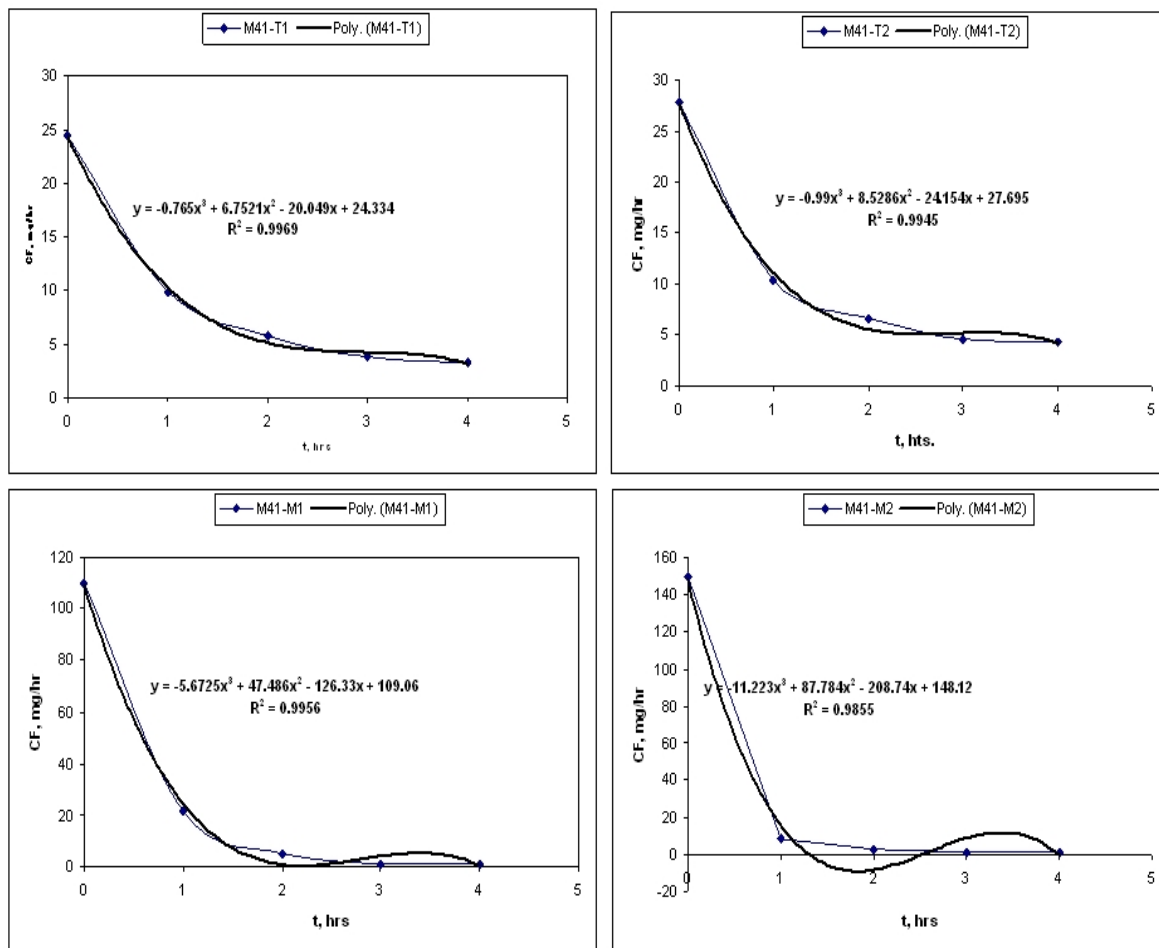 M41-T1 Poly. (M41-T1)
30
25
20
15
10
5
0
CF, mg/hr
y = -0.765x³ + 6.7521x² - 20.049x + 24.334
R² = 0.9969
0 1 2 3 4 5
t, hrs
M41-T2 Poly. (M41-T2)
30
25
20
15
10
5
0
CF, mg/hr
y = -0.99x³ + 8.5286x² - 24.154x + 27.695
R² = 0.9945
0 1 2 3 4 5
t, hts.
M41-M1 Poly. (M41-M1)
120
100
80
60
40
20
0
CF, mg/hr
y = -5.6725x³ + 47.486x² - 126.33x + 109.06
R² = 0.9956
0 1 2 3 4 5
t, hrs
M41-M2 Poly. (M41-M2)
160
140
120
100
80
60
40
20
0
-20
CF, mg/hr
y = -11.223x³ + 87.784x² - 208.74x + 148.12
R² = 0.9855
0 1 2 3 4 5
t, hrs